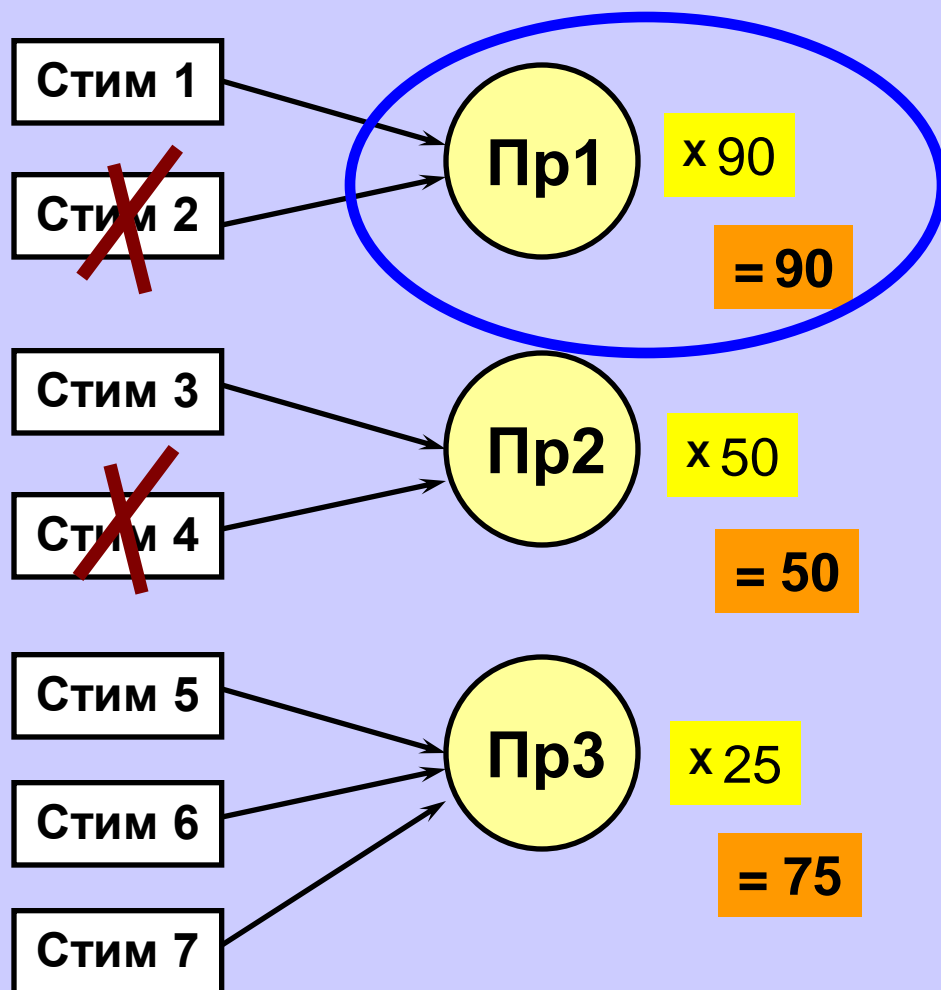 Стим 1
Стим 2
Пр1
x 90
= 90
Стим 3
Стим 4
Пр2
x 50
= 50
Стим 5
Стим 6
Стим 7
Пр3
x 25
= 75